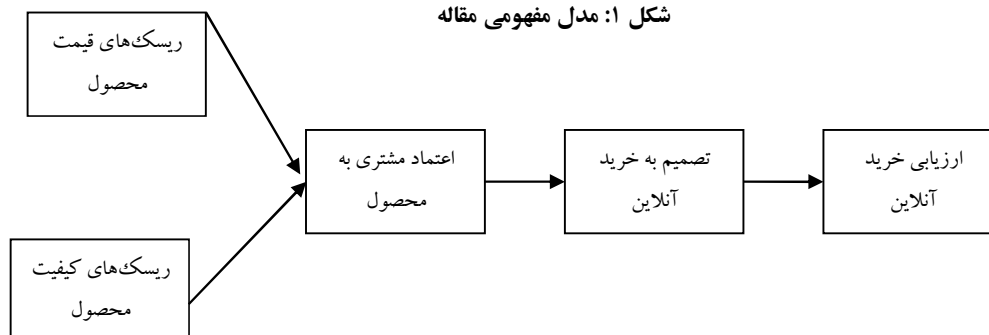 شکل ۱: مدل مفهومی مقاله
ریسک‌های قیمت
محصول
اعتماد مشتری به
محصول
تصمیم به خرید
آنلاین
ارزیابی خرید
آنلاین
ریسک‌های کیفیت
محصول